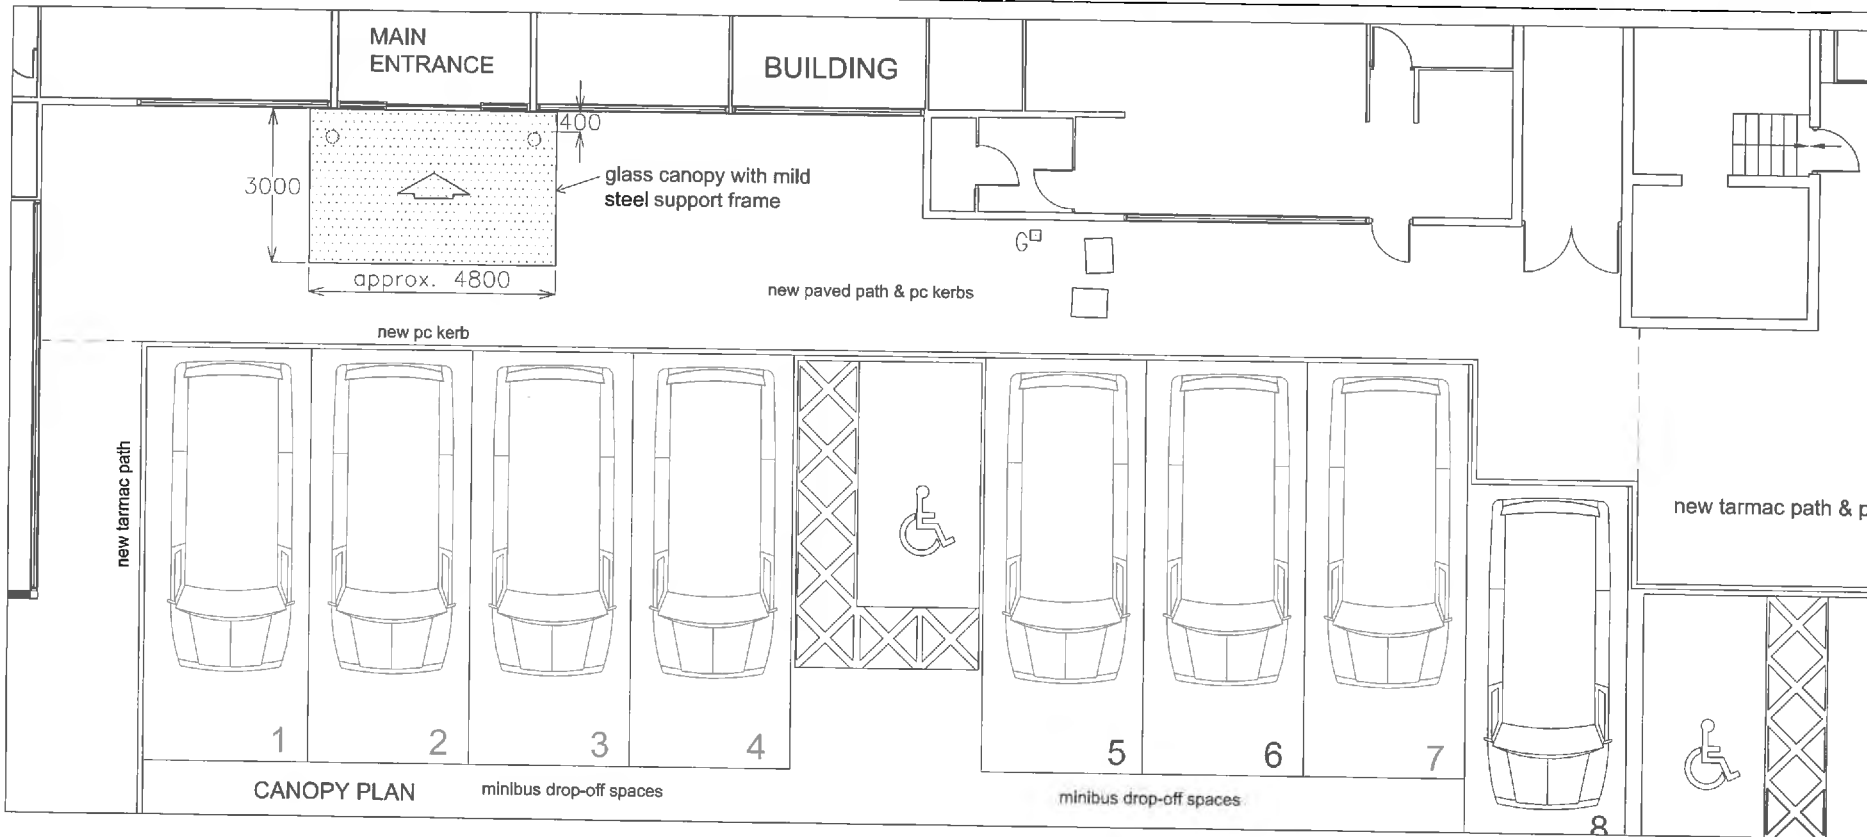 MAIN
ENTRANCE
BUILDING
400
3000
glass canopy with mild
steel support frame
approx. 4800
G
new paved path & pc kerbs
new pc kerb
new tarmac path
new tarmac path & p
1
2
3
4
5
6
7
8
CANOPY PLAN
minibus drop-off spaces
minibus drop-off spaces